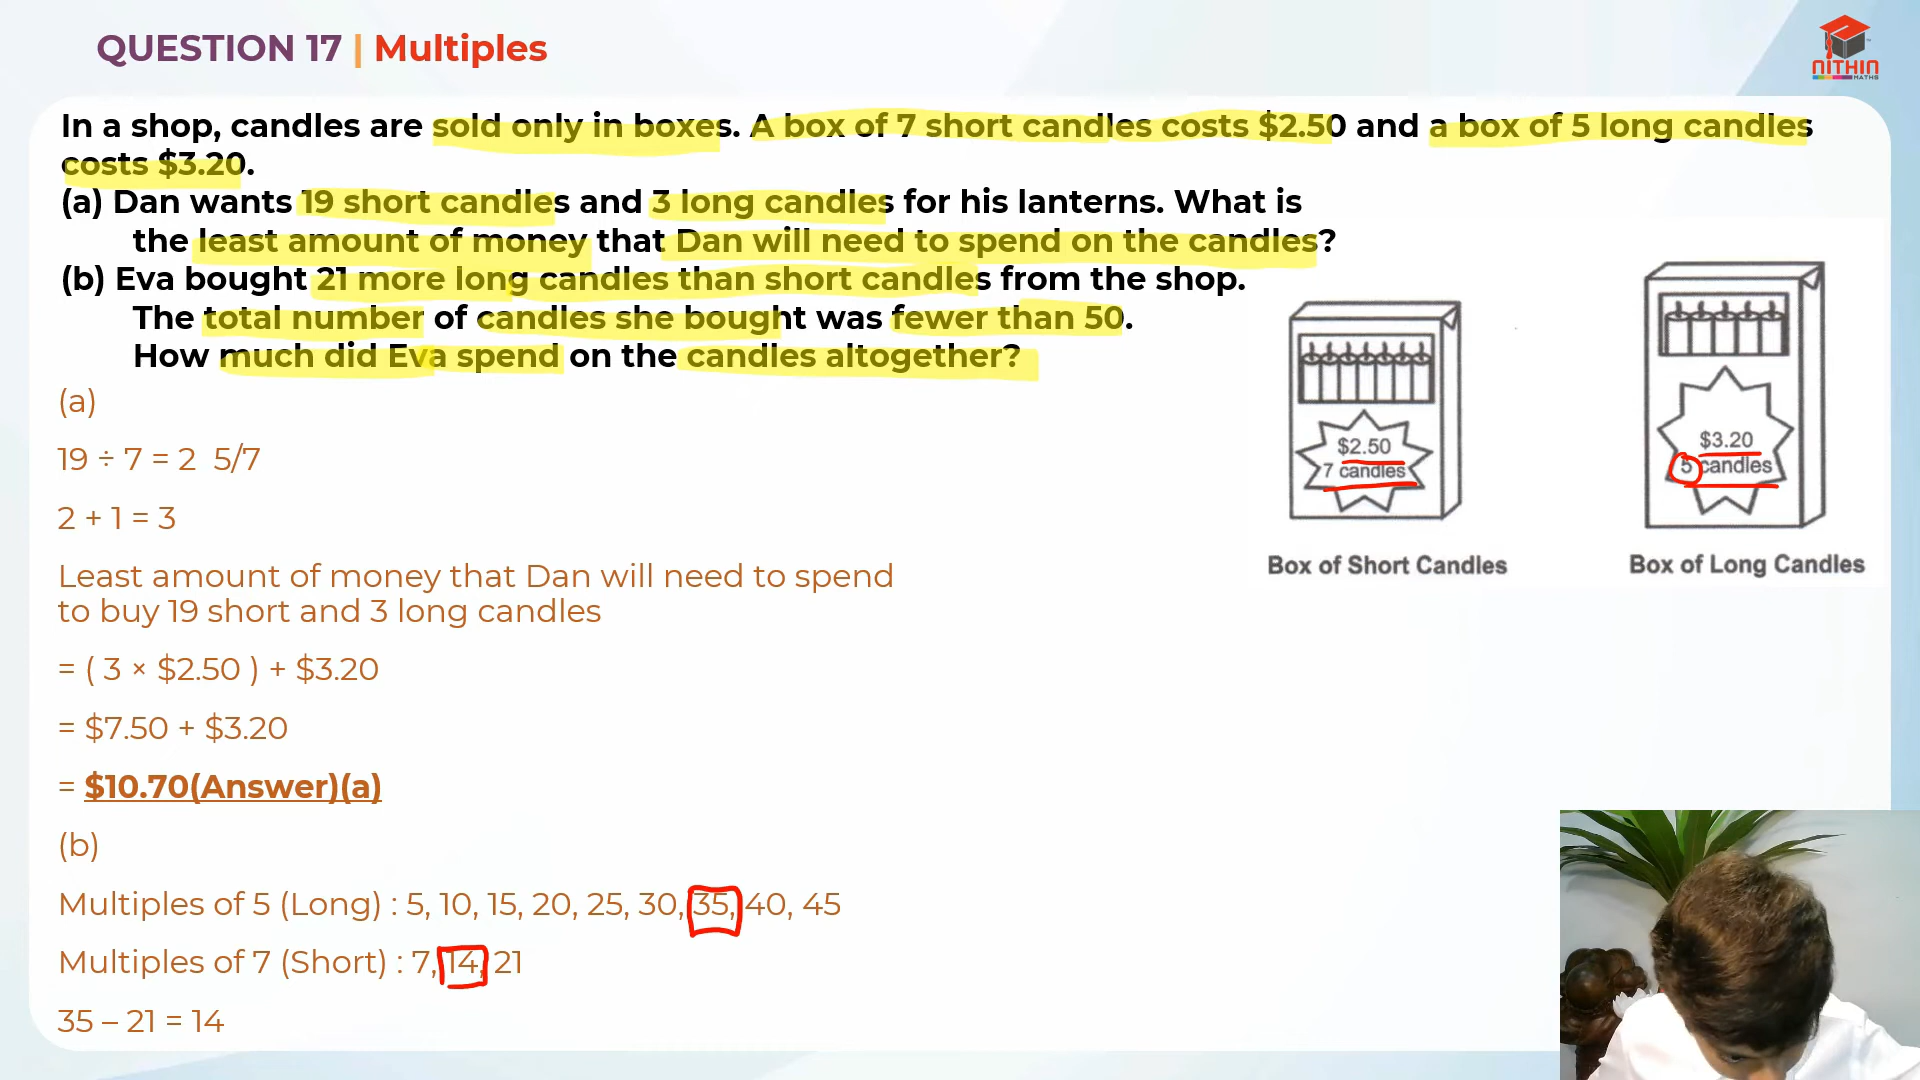 QUESTION 17 | Multiples
NITHIN
MATHS
In a shop, candles are sold only in boxes. A box of 7 short candles costs $2.50 and a box of 5 long candles
costs $3.20.
(a) Dan wants 19 short candles and 3 long candles for his lanterns. What is
the least amount of money that Dan will need to spend on the candles?
(b) Eva bought 21 more long candles than short candles from the shop.
The total number of candles she bought was fewer than 50.
How much did Eva spend on the candles altogether?
$2.50
7 candles
Box of Short Candles
$3.20
5 candles
Box of Long Candles
(a)
19 ÷ 7 = 2 5/7
2 + 1 = 3
Least amount of money that Dan will need to spend
to buy 19 short and 3 long candles
= ( 3 × $2.50 ) + $3.20
= $7.50 + $3.20
= $10.70(Answer)(a)
(b)
Multiples of 5 (Long) : 5, 10, 15, 20, 25, 30, 35, 40, 45
Multiples of 7 (Short) : 7, 14, 21
35 – 21 = 14